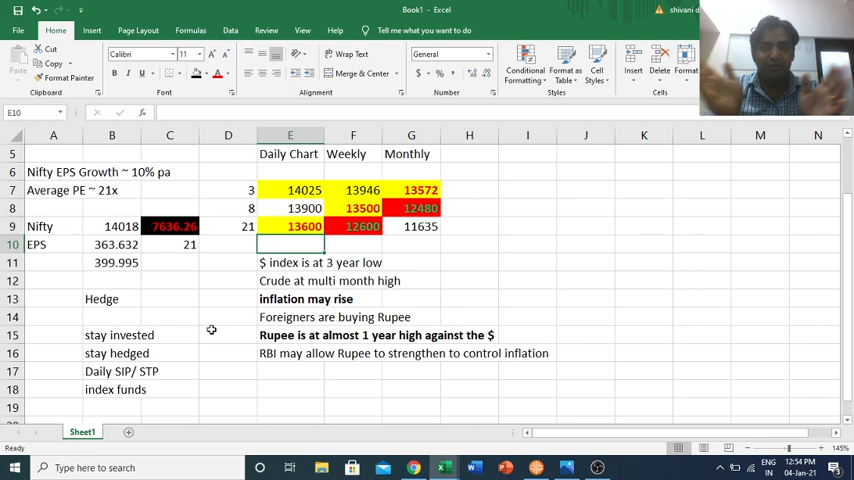 Book1 - Excel
shivani d
File Home Insert Page Layout Formulas Data Review View Help Tell me what you want to do
Cut
Copy
Format Painter
Paste
Clipboard
Calibri 11
B I U
Font
Wrap Text
Merge & Center
Alignment
General
$ % ,
Number
Conditional Formatting
Format as Table
Cell Styles
Styles
Insert Delete Format
E10
A B C D E F G H I J K L M N
5 Daily Chart Weekly Monthly
6 Nifty EPS Growth ~ 10% pa
7 Average PE ~ 21x 3 14025 13946 13572
8 8 13900 13500 12480
9 Nifty 14018 7636.26 21 13600 12600 11635
10 EPS 363.632 21
11 399.995 $ index is at 3 year low
12 Crude at multi month high
13 Hedge inflation may rise
14 Foreigners are buying Rupee
15 stay invested Rupee is at almost 1 year high against the $
16 stay hedged RBI may allow Rupee to strengthen to control inflation
17 Daily SIP/ STP
18 index funds
19
Sheet1
Ready
145%
Type here to search
ENG
IN
12:54 PM
04-Jan-21
3